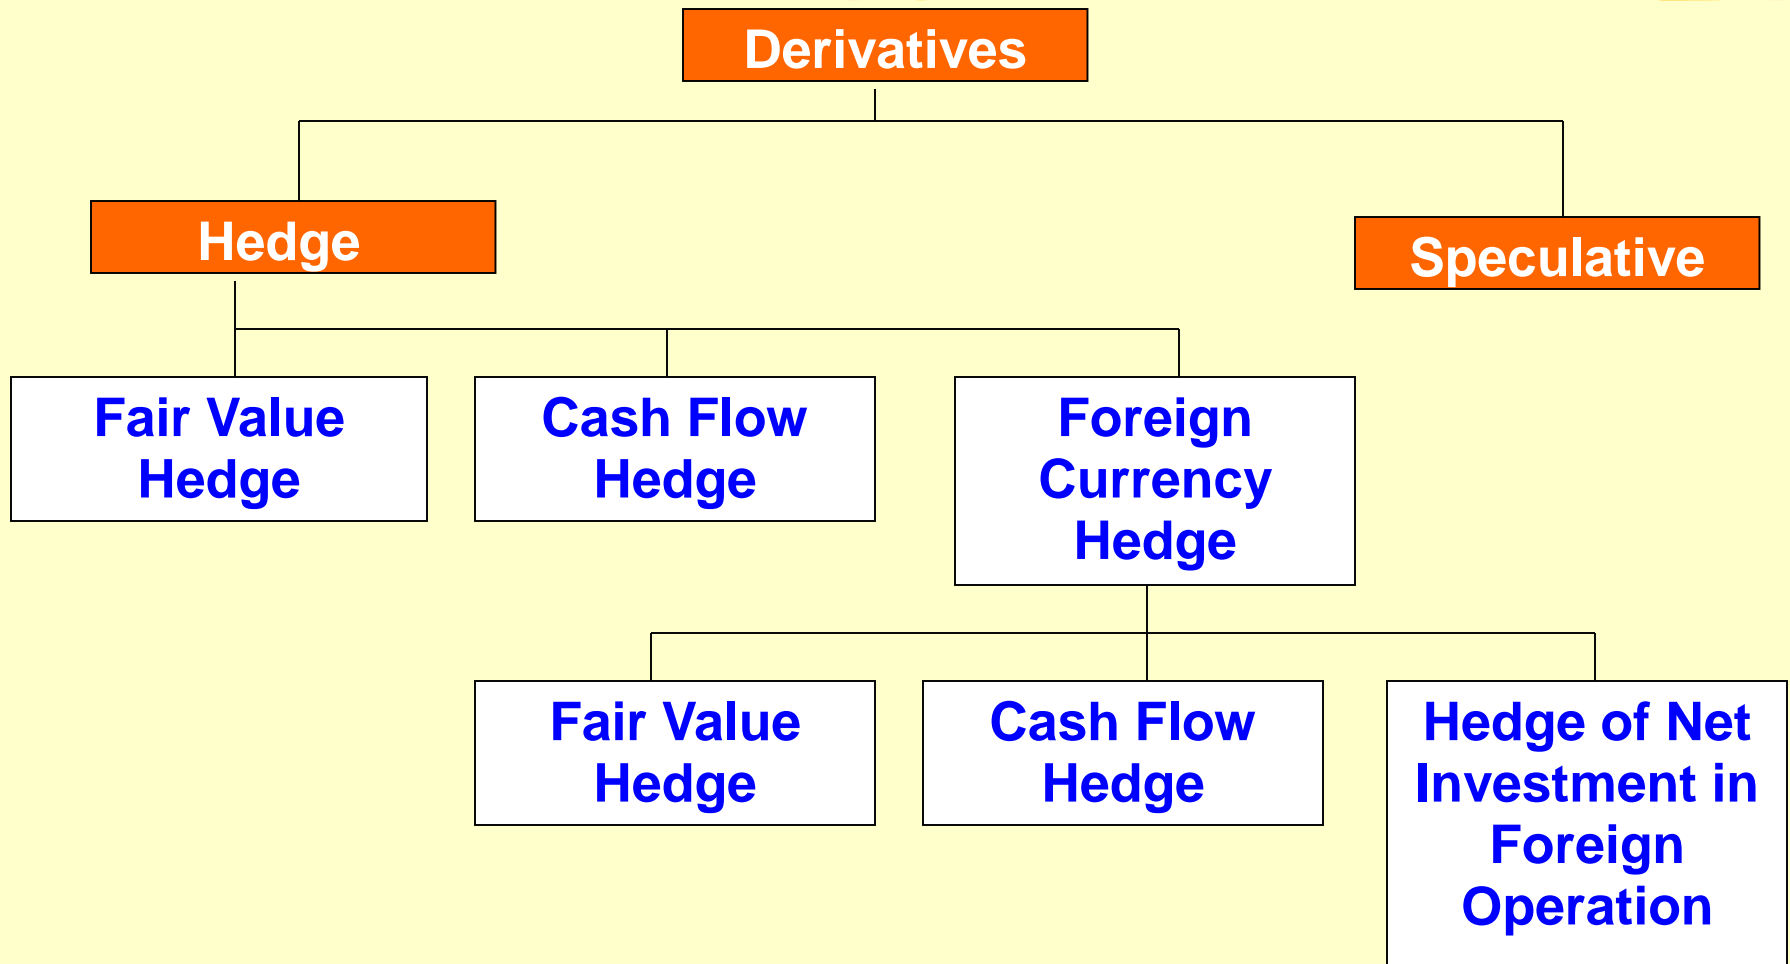 Derivatives
Hedge
Speculative
Fair Value
Hedge
Cash Flow
Hedge
Foreign
Currency
Hedge
Fair Value
Hedge
Cash Flow
Hedge
Hedge of Net
Investment in
Foreign
Operation